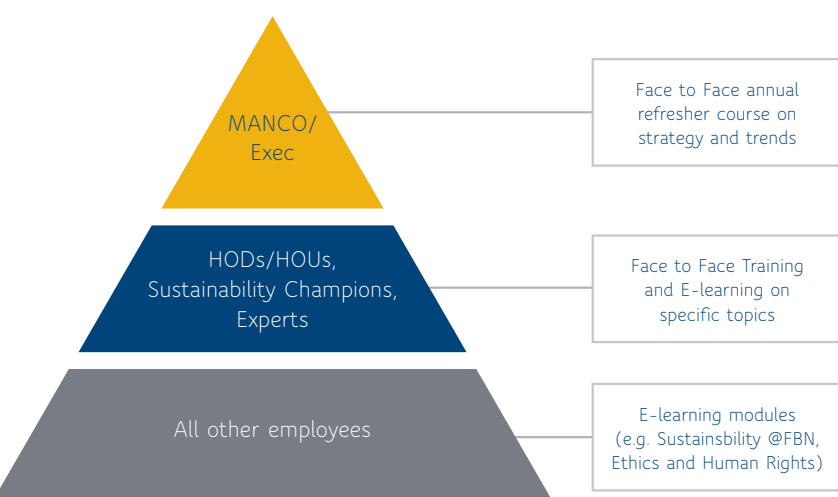 MANCO/
Exec
Face to Face annual
refresher course on
strategy and trends
HODs/HOUs,
Sustainability Champions,
Experts
Face to Face Training
and E-learning on
specific topics
All other employees
E-learning modules
(e.g. Sustainsbility @FBN,
Ethics and Human Rights)